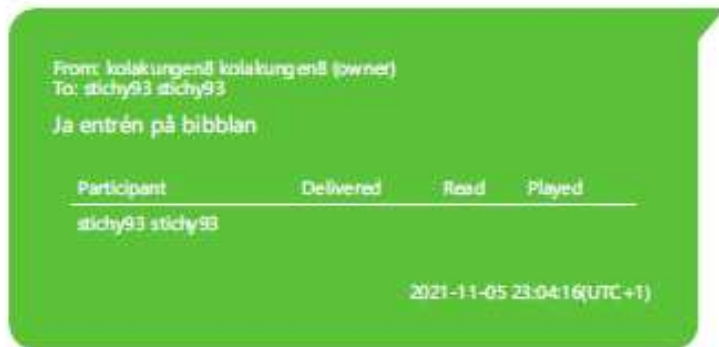 From: kolakungen8 kolakungen8 (owner)
To: stichy93 stichy93
Ja entrén på bibblan
Participant Delivered Read Played
stichy93 stichy93
2021-11-05 23:04:16(UTC+1)